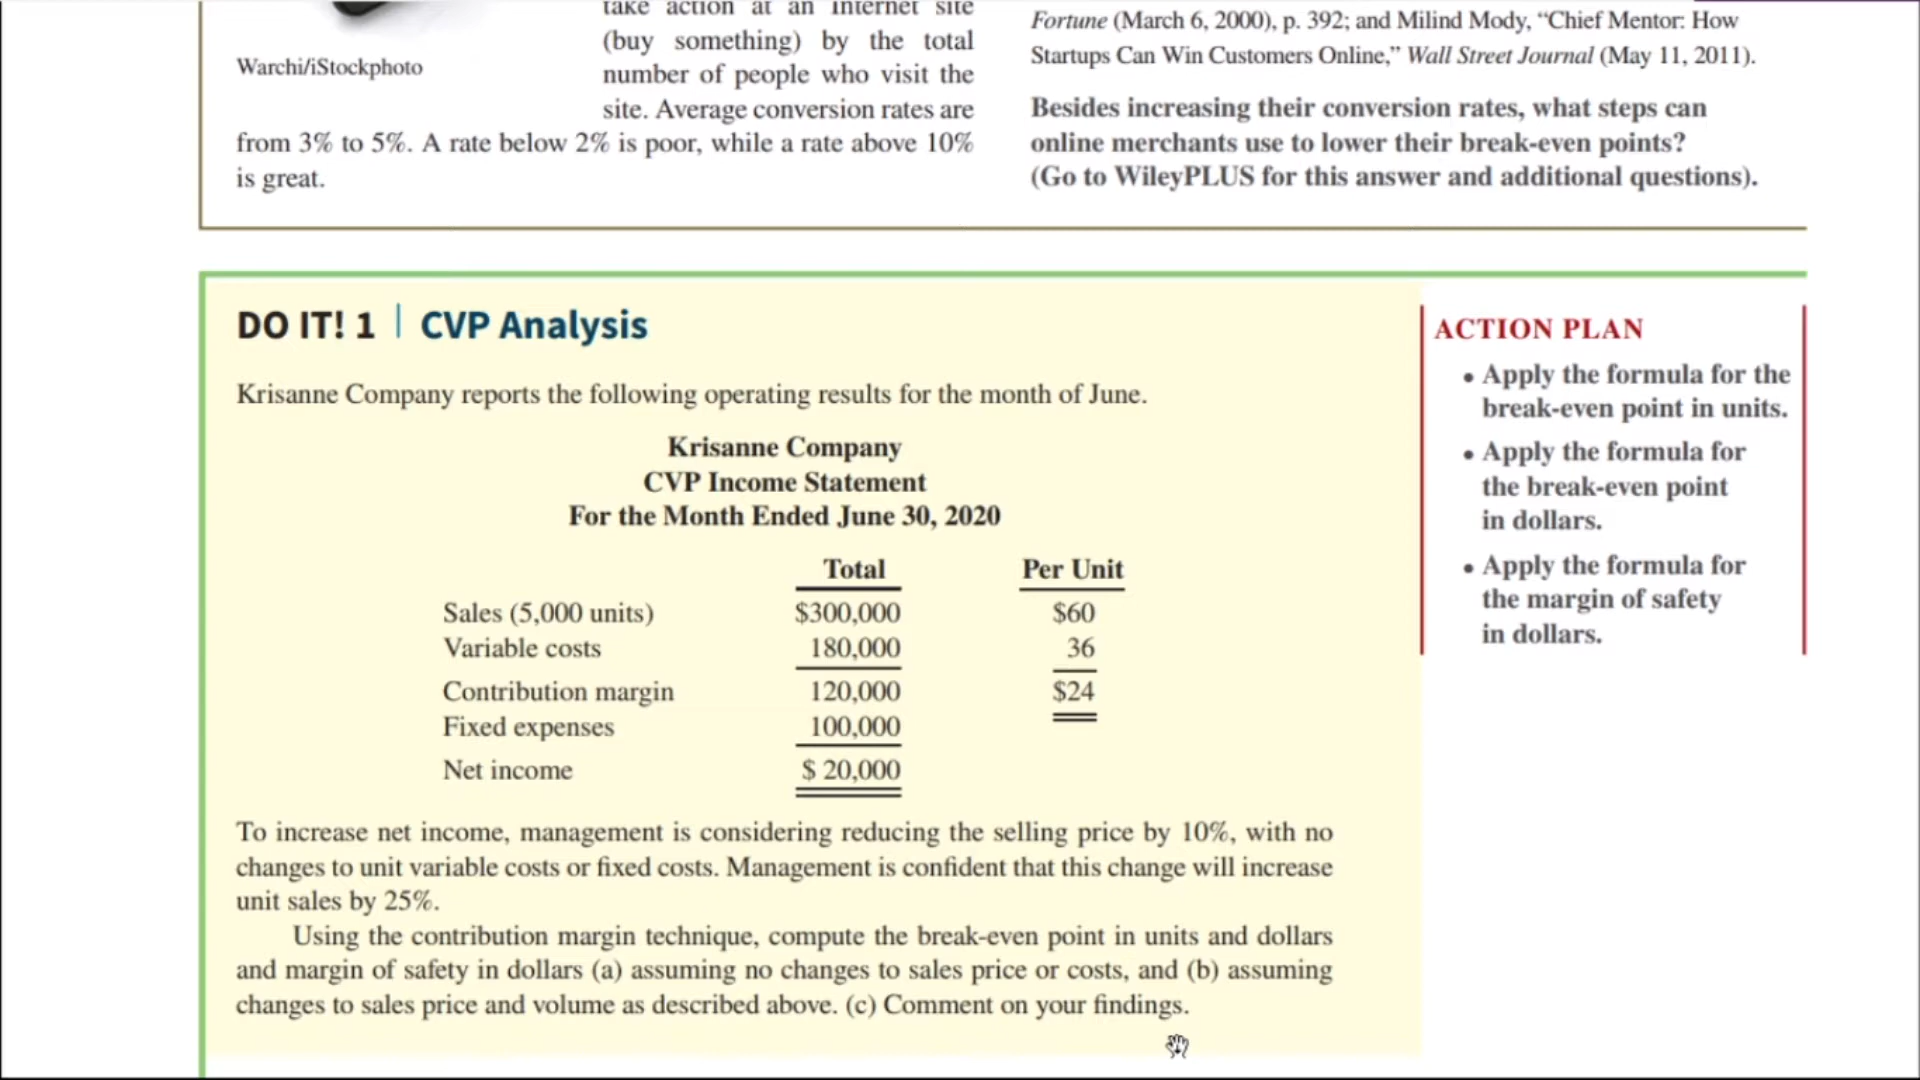 take action at an Internet site
(buy something) by the total
Warchi/iStockphoto
number of people who visit the
site. Average conversion rates are
from 3% to 5%. A rate below 2% is poor, while a rate above 10%
is great.
Fortune (March 6, 2000), p. 392; and Milind Mody, “Chief Mentor: How
Startups Can Win Customers Online,” Wall Street Journal (May 11, 2011).
Besides increasing their conversion rates, what steps can
online merchants use to lower their break-even points?
(Go to WileyPLUS for this answer and additional questions).
DO IT! 1 | CVP Analysis
Krisanne Company reports the following operating results for the month of June.
Krisanne Company
CVP Income Statement
For the Month Ended June 30, 2020
Total Per Unit
Sales (5,000 units) $300,000 $60
Variable costs 180,000 36
Contribution margin 120,000 $24
Fixed expenses 100,000
Net income $ 20,000
To increase net income, management is considering reducing the selling price by 10%, with no
changes to unit variable costs or fixed costs. Management is confident that this change will increase
unit sales by 25%.
Using the contribution margin technique, compute the break-even point in units and dollars
and margin of safety in dollars (a) assuming no changes to sales price or costs, and (b) assuming
changes to sales price and volume as described above. (c) Comment on your findings.
ACTION PLAN
• Apply the formula for the
break-even point in units.
• Apply the formula for
the break-even point
in dollars.
• Apply the formula for
the margin of safety
in dollars.